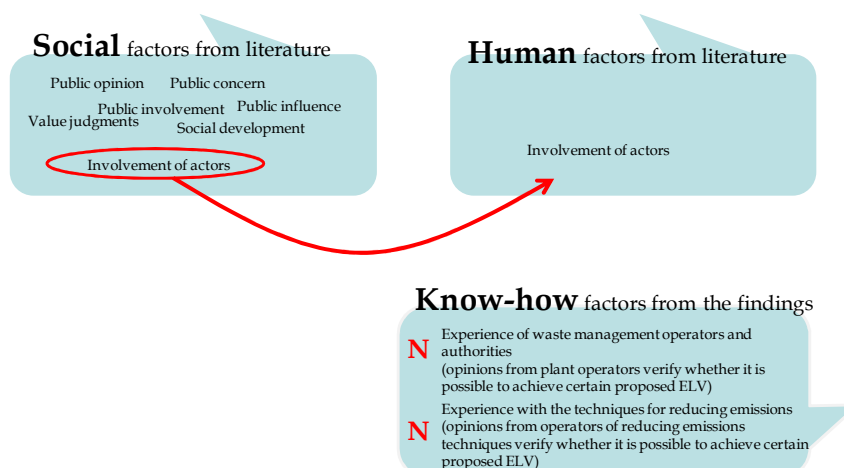 Social factors from literature
Public opinion
Public concern
Public involvement
Public influence
Value judgments
Social development
Involvement of actors
Human factors from literature
Involvement of actors
Know-how factors from the findings
N
Experience of waste management operators and
authorities
(opinions from plant operators verify whether it is
possible to achieve certain proposed ELV)
N
Experience with the techniques for reducing emissions
(opinions from operators of reducing emissions
techniques verify whether it is possible to achieve certain
proposed ELV)